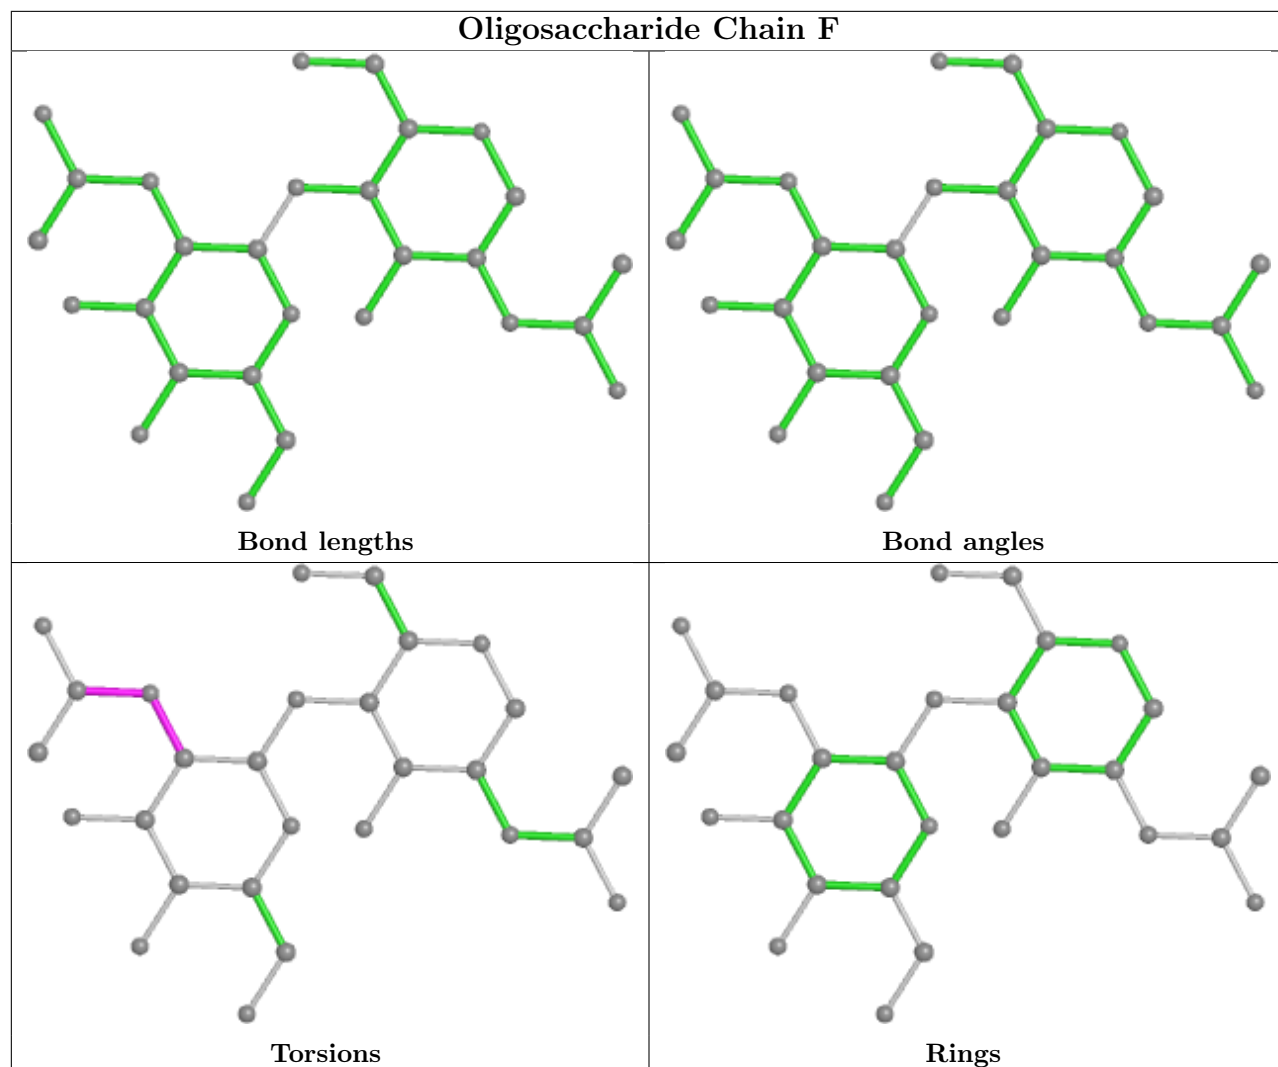 Oligosaccharide Chain F
Bond lengths
Bond angles
Torsions
Rings